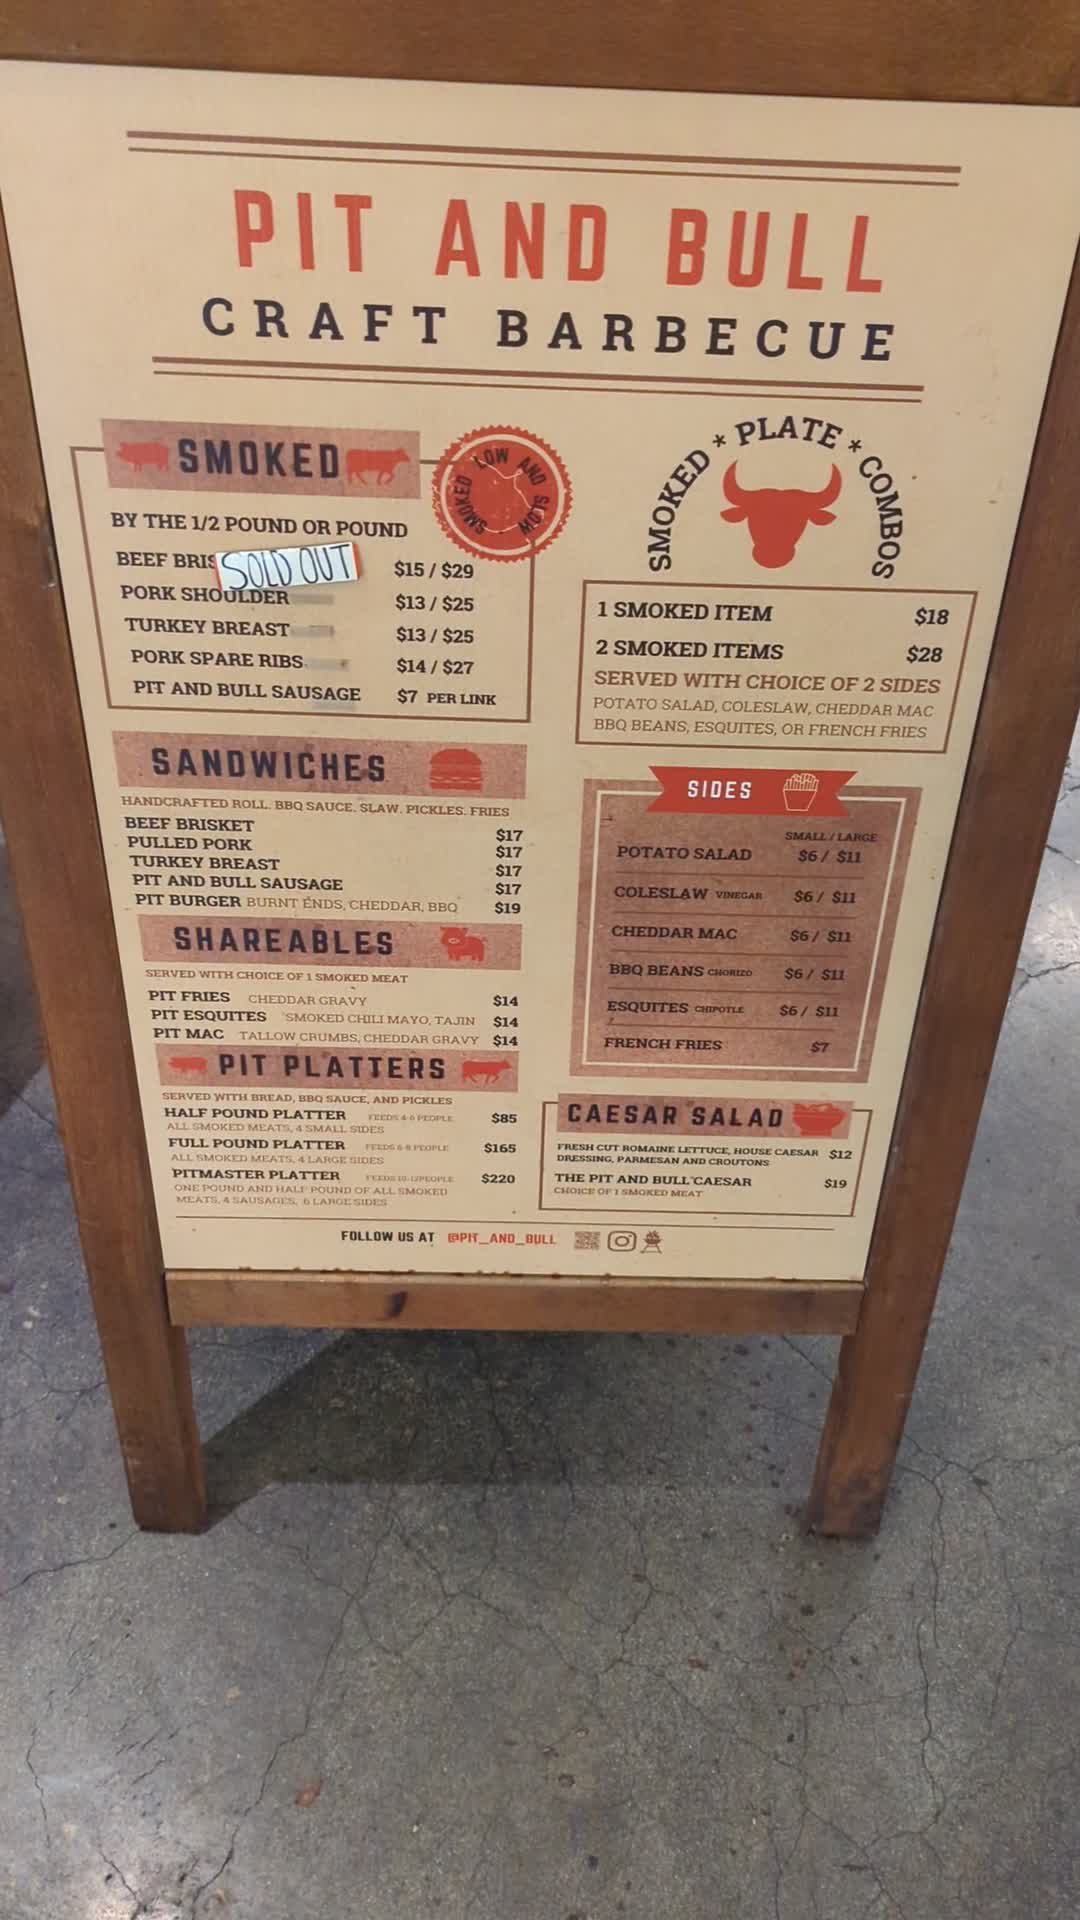 PIT AND BULL
CRAFT BARBECUE
SMOKED
SMOKED LOW AND SLOW
BY THE 1/2 POUND OR POUND
BEEF BRIS SOLD OUT $15 / $29
PORK SHOULDER $13 / $25
TURKEY BREAST $13 / $25
PORK SPARE RIBS $14 / $27
PIT AND BULL SAUSAGE $7 PER LINK
SANDWICHES
HANDCRAFTED ROLL. BBQ SAUCE. SLAW. PICKLES. FRIES
BEEF BRISKET $17
PULLED PORK $17
TURKEY BREAST $17
PIT AND BULL SAUSAGE $17
PIT BURGER BURNT ENDS, CHEDDAR, BBQ $19
SHAREABLES
SERVED WITH CHOICE OF 1 SMOKED MEAT
PIT FRIES CHEDDAR GRAVY $14
PIT ESQUITES SMOKED CHILI MAYO, TAJIN $14
PIT MAC TALLOW CRUMBS, CHEDDAR GRAVY $14
PIT PLATTERS
SERVED WITH BREAD, BBQ SAUCE, AND PICKLES
HALF POUND PLATTER FEEDS 4-6 PEOPLE $85
ALL SMOKED MEATS, 4 SMALL SIDES
FULL POUND PLATTER FEEDS 6-8 PEOPLE $165
ALL SMOKED MEATS, 4 LARGE SIDES
PITMASTER PLATTER FEEDS 10-12PEOPLE $220
ONE POUND AND HALF POUND OF ALL SMOKED
MEATS, 4 SAUSAGES, 6 LARGE SIDES
SMOKED * PLATE * COMBOS
1 SMOKED ITEM $18
2 SMOKED ITEMS $28
SERVED WITH CHOICE OF 2 SIDES
POTATO SALAD, COLESLAW, CHEDDAR MAC
BBQ BEANS, ESQUITES, OR FRENCH FRIES
SIDES
SMALL / LARGE
POTATO SALAD $6 / $11
COLESLAW VINEGAR $6 / $11
CHEDDAR MAC $6 / $11
BBQ BEANS CHORIZO $6 / $11
ESQUITES CHIPOTLE $6 / $11
FRENCH FRIES $7
CAESAR SALAD
FRESH CUT ROMAINE LETTUCE, HOUSE CAESAR $12
DRESSING, PARMESAN AND CROUTONS
THE PIT AND BULL CAESAR $19
CHOICE OF 1 SMOKED MEAT
FOLLOW US AT @PIT_AND_BULL